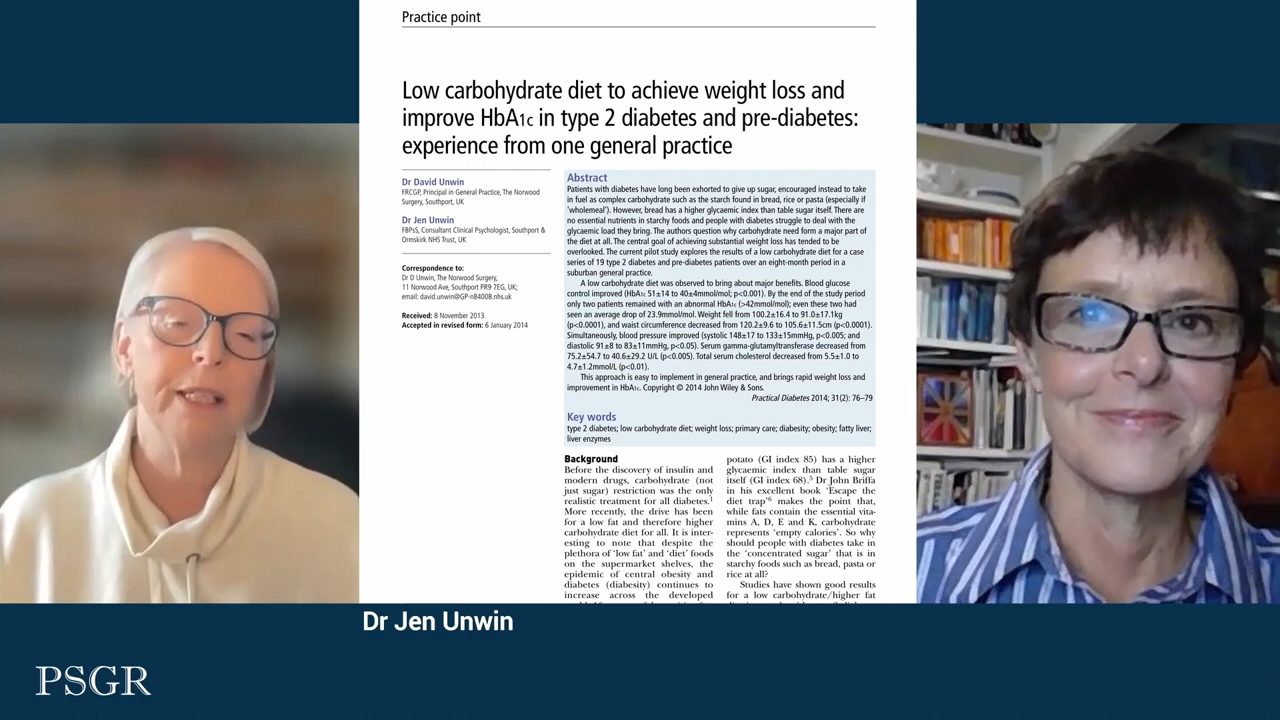 Practice point
Low carbohydrate diet to achieve weight loss and
improve HbA1c in type 2 diabetes and pre-diabetes:
experience from one general practice
Dr David Unwin
FRCGP, Principal in General Practice, The Norwood
Surgery, Southport, UK
Dr Jen Unwin
FBPsS, Consultant Clinical Psychologist, Southport &
Ormskirk NHS Trust, UK
Correspondence to:
Dr D Unwin, The Norwood Surgery,
11 Norwood Ave, Southport PR9 7EG, UK;
email: david.unwin@GP-n84008.nhs.uk
Received: 8 November 2013
Accepted in revised form: 6 January 2014
Abstract
Patients with diabetes have long been exhorted to give up sugar, encouraged instead to take
in fuel as complex carbohydrate such as the starch found in bread, rice or pasta (especially if
‘wholemeal’). However, bread has a higher glycaemic index than table sugar itself. There are
no essential nutrients in starchy foods and people with diabetes struggle to deal with the
glycaemic load they bring. The authors question why carbohydrate need form a major part of
the diet at all. The central goal of achieving substantial weight loss has tended to be
overlooked. The current pilot study explores the results of a low carbohydrate diet for a case
series of 19 type 2 diabetes and pre-diabetes patients over an eight-month period in a
suburban general practice.
A low carbohydrate diet was observed to bring about major benefits. Blood glucose
control improved (HbA1c 51±14 to 40±4mmol/mol; p<0.001). By the end of the study period
only two patients remained with an abnormal HbA1c (>42mmol/mol); even these two had
seen an average drop of 23.9mmol/mol. Weight fell from 100.2±16.4 to 91.0±17.1kg
(p<0.0001), and waist circumference decreased from 120.2±9.6 to 105.6±11.5cm (p<0.0001).
Simultaneously, blood pressure improved (systolic 148±17 to 133±15mmHg, p<0.005; and
diastolic 91±8 to 83±11mmHg, p<0.05). Serum gamma-glutamyltransferase decreased from
75.2±54.7 to 40.6±29.2 U/L (p<0.005). Total serum cholesterol decreased from 5.5±1.0 to
4.7±1.2mmol/L (p<0.01).
This approach is easy to implement in general practice, and brings rapid weight loss and
improvement in HbA1c. Copyright © 2014 John Wiley & Sons.
Practical Diabetes 2014; 31(2): 76–79
Key words
type 2 diabetes; low carbohydrate diet; weight loss; primary care; diabesity; obesity; fatty liver;
liver enzymes
Background
Before the discovery of insulin and
modern drugs, carbohydrate (not
just sugar) restriction was the only
realistic treatment for all diabetes.1
More recently, the drive has been
for a low fat and therefore higher
carbohydrate diet for all. It is inter-
esting to note that despite the
plethora of ‘low fat’ and ‘diet’ foods
on the supermarket shelves, the
epidemic of central obesity and
diabetes (diabesity) continues to
increase across the developed
potato (GI index 85) has a higher
glycaemic index than table sugar
itself (GI index 68).5 Dr John Briffa
in his excellent book ‘Escape the
diet trap’6 makes the point that,
while fats contain the essential vita-
mins A, D, E and K, carbohydrate
represents ‘empty calories’. So why
should people with diabetes take in
the ‘concentrated sugar’ that is in
starchy foods such as bread, pasta or
rice at all?
Studies have shown good results
for a low carbohydrate/higher fat
Dr Jen Unwin
PSGR